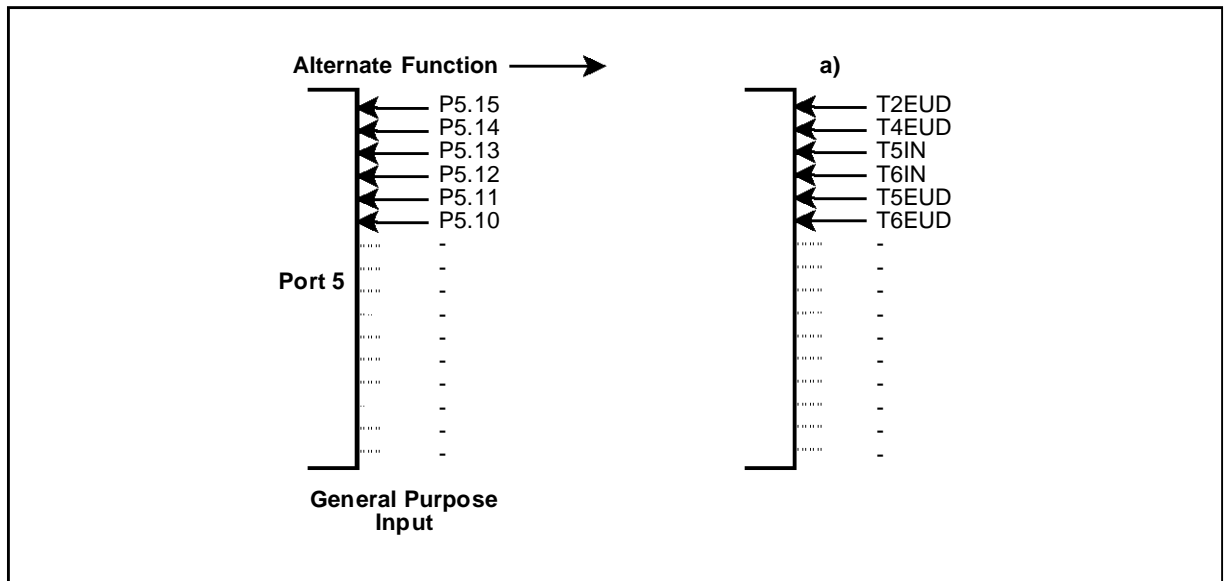 Alternate Function a)
P5.15 T2EUD
P5.14 T4EUD
P5.13 T5IN
P5.12 T6IN
P5.11 T5EUD
P5.10 T6EUD
- -
- -
Port 5 - -
- -
- -
- -
- -
- -
- -
- -
General Purpose
Input